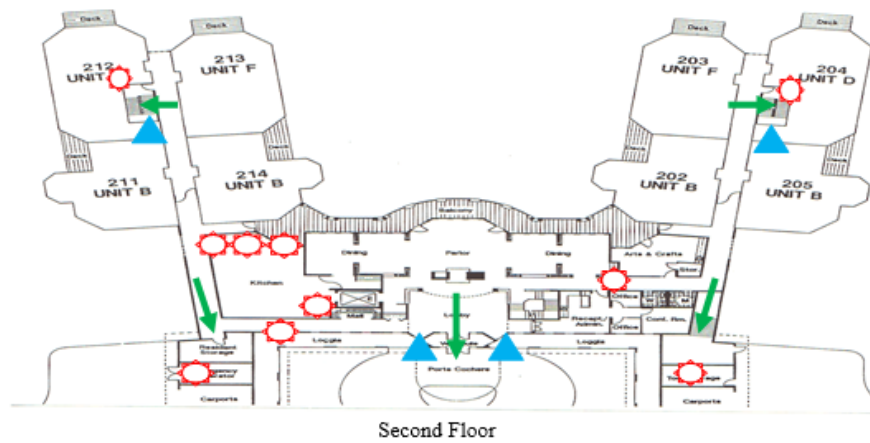 Deck
Deck
Deck
Deck
212
UNIT
213
UNIT F
203
UNIT F
204
UNIT D
Deck
Deck
Deck
Deck
211
UNIT B
214
UNIT B
202
UNIT B
205
UNIT B
Balcony
Dining
Parlor
Dining
Arts & Crafts
Stor.
Kitchen
Office
W
M
Mail
Lobby
Recept./
Admin.
Office
Conf. Rm.
Loggia
Loggia
Resident
Storage
Porte Cochere
Carports
Carports
Second Floor